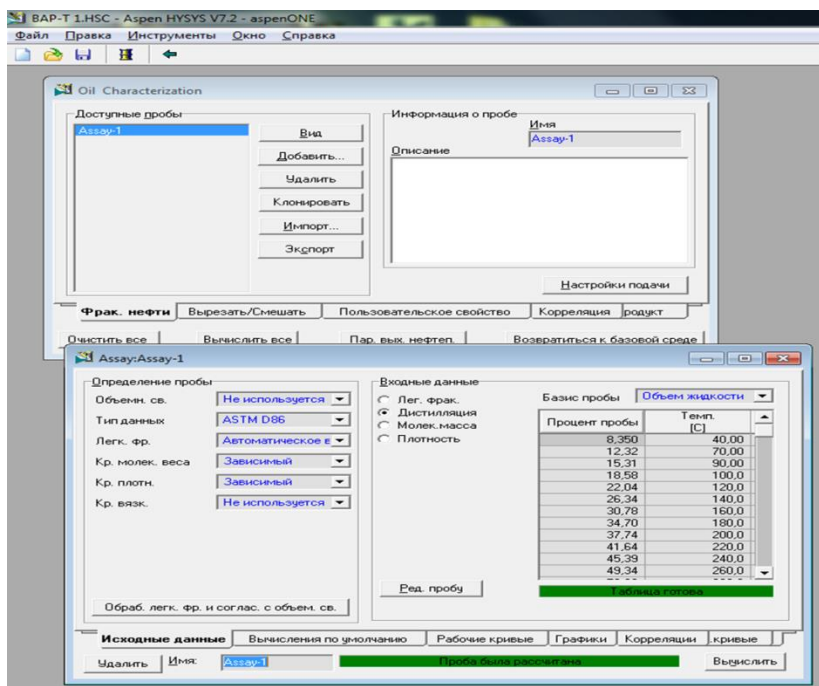 BAP-T 1.HSC - Aspen HYSYS V7.2 - aspenONE
Файл Правка Инструменты Окно Справка
Oil Characterization
Доступные пробы
Assay-1
Вид
Добавить...
Удалить
Клонировать
Импорт...
Экспорт
Информация о пробе
Имя
Assay-1
Описание
Настройки подачи
Фрак. нефти Вырезать/Смешать Пользовательское свойство Корреляция родукт
Очистить все Вычислить все Пар. вых. нефтеп. Возвратиться к базовой среде
Assay:Assay-1
Определение пробы
Объемн. св. Не используется
Тип данных ASTM D86
Легк. фр. Автоматическое в
Кр. молек. веса Зависимый
Кр. плотн. Зависимый
Кр. вязк. Не используется
Обраб. легк. фр. и соглас. с объем. св.
Входные данные
Лег. фрак.
Дистилляция
Молек.масса
Плотность
Базис пробы Объем жидкости
Процент пробы Темп. [C]
8,350 40,00
12,32 70,00
15,31 90,00
18,58 100,0
22,04 120,0
26,34 140,0
30,78 160,0
34,70 180,0
37,74 200,0
41,64 220,0
45,39 240,0
49,34 260,0
Ред. пробу
Таблица готова
Исходные данные Вычисления по умолчанию Рабочие кривые Графики Корреляции .кривые
Удалить Имя: Assay-1 Проба была рассчитана Вычислить